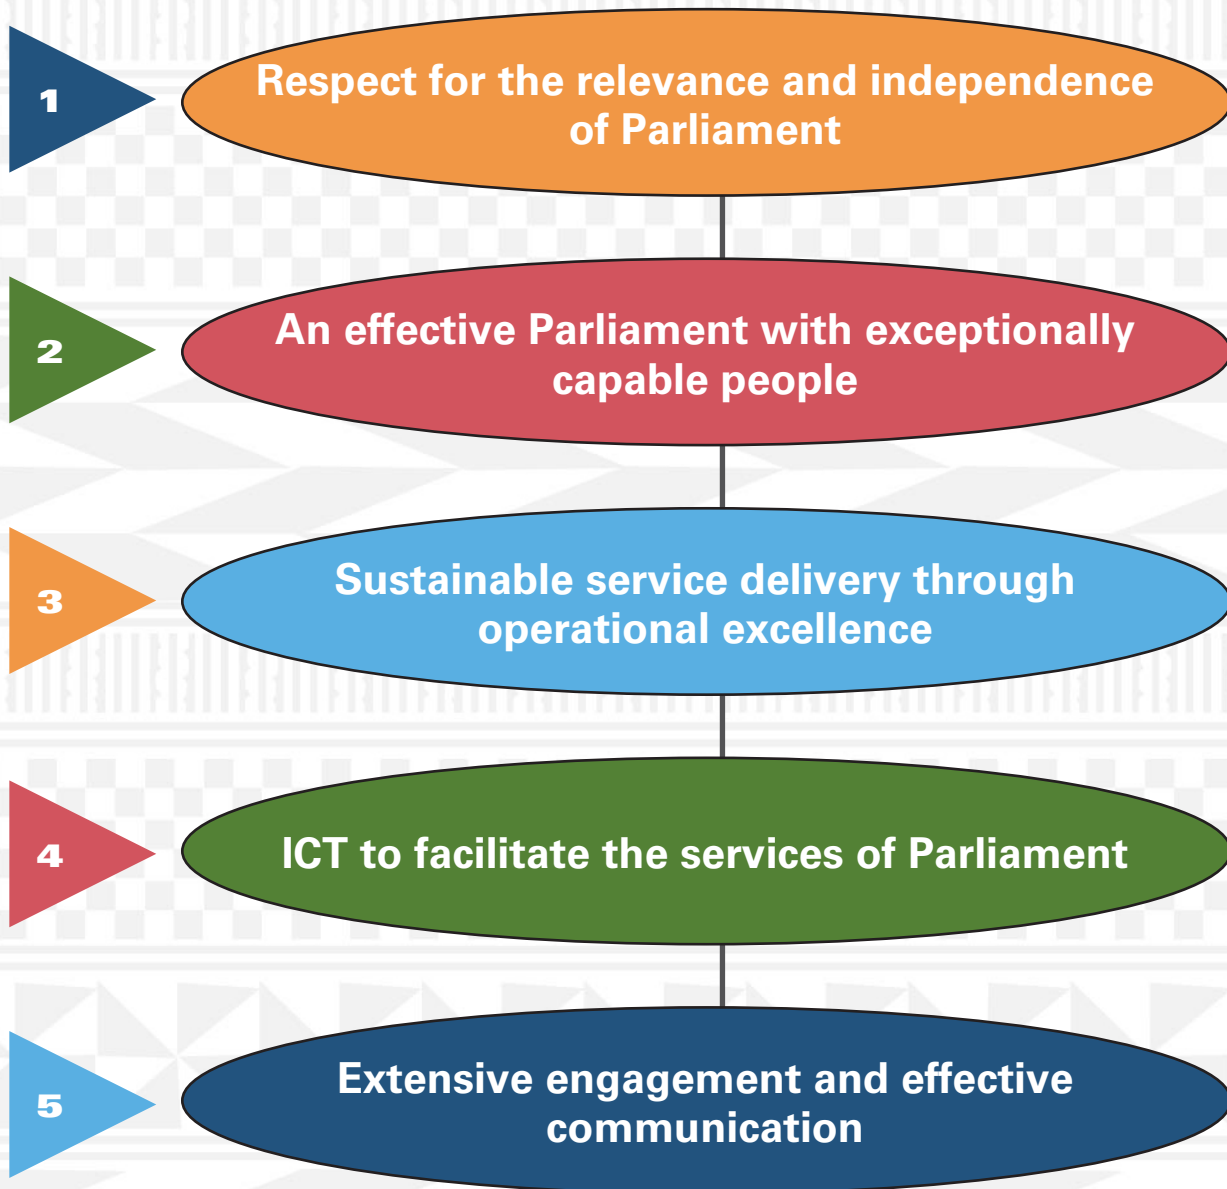 1
Respect for the relevance and independence
of Parliament
2
An effective Parliament with exceptionally
capable people
3
Sustainable service delivery through
operational excellence
4
ICT to facilitate the services of Parliament
5
Extensive engagement and effective
communication